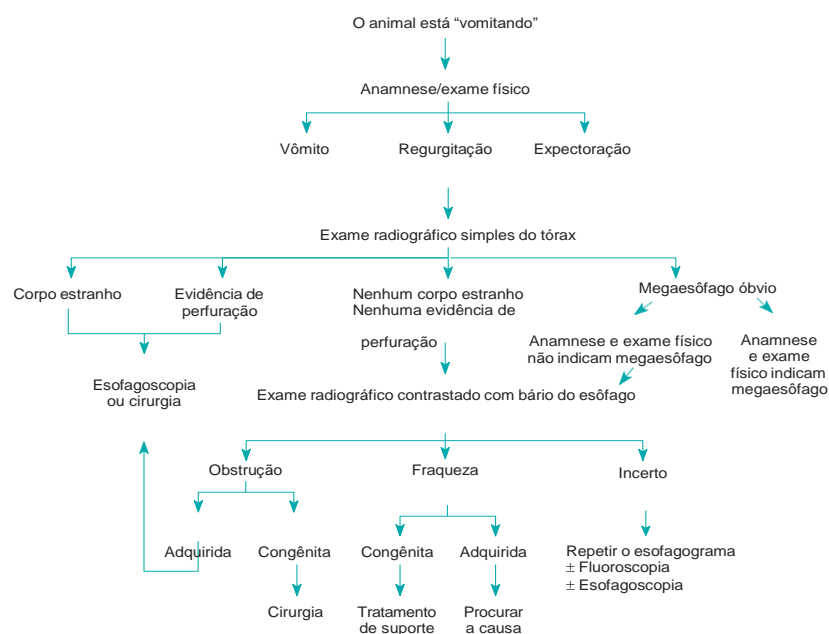 O animal está “vomitando”
Anamnese/exame físico
Vômito
Regurgitação
Expectoração
Exame radiográfico simples do tórax
Corpo estranho
Evidência de
perfuração
Nenhum corpo estranho
Nenhuma evidência de
perfuração
Megaesôfago óbvio
Anamnese e exame físico
não indicam megaesôfago
Anamnese
e exame
físico indicam
megaesôfago
Esofagoscopia
ou cirurgia
Exame radiográfico contrastado com bário do esôfago
Obstrução
Fraqueza
Incerto
Adquirida
Congênita
Congênita
Adquirida
Repetir o esofagograma
± Fluoroscopia
± Esofagoscopia
Cirurgia
Tratamento
de suporte
Procurar
a causa